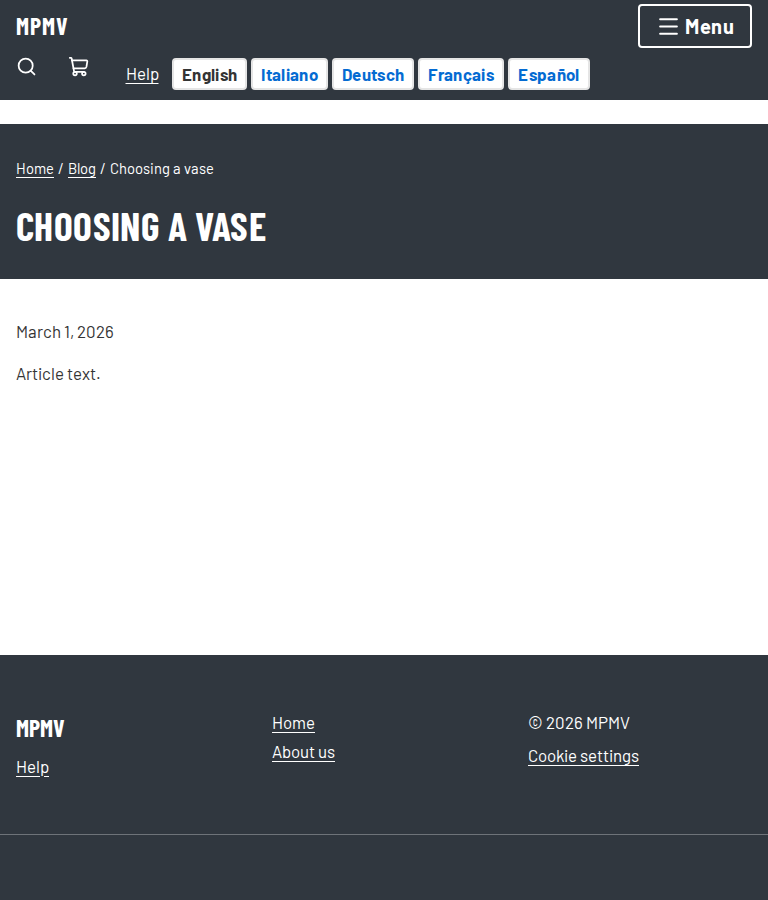 MPMV
Menu
Help English Italiano Deutsch Français Español
Home / Blog / Choosing a vase
CHOOSING A VASE
March 1, 2026
Article text.
MPMV
Help
Home
About us
© 2026 MPMV
Cookie settings